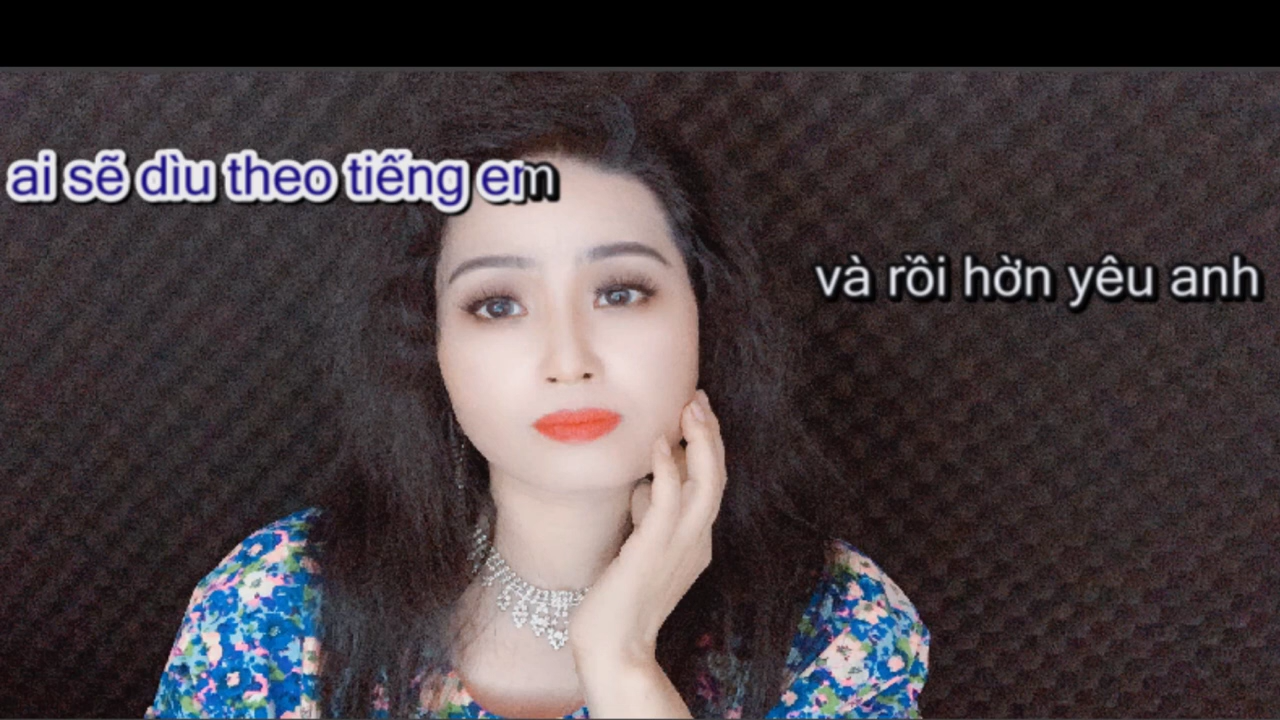 ai sẽ dìu theo tiếng em
và rồi hờn yêu anh